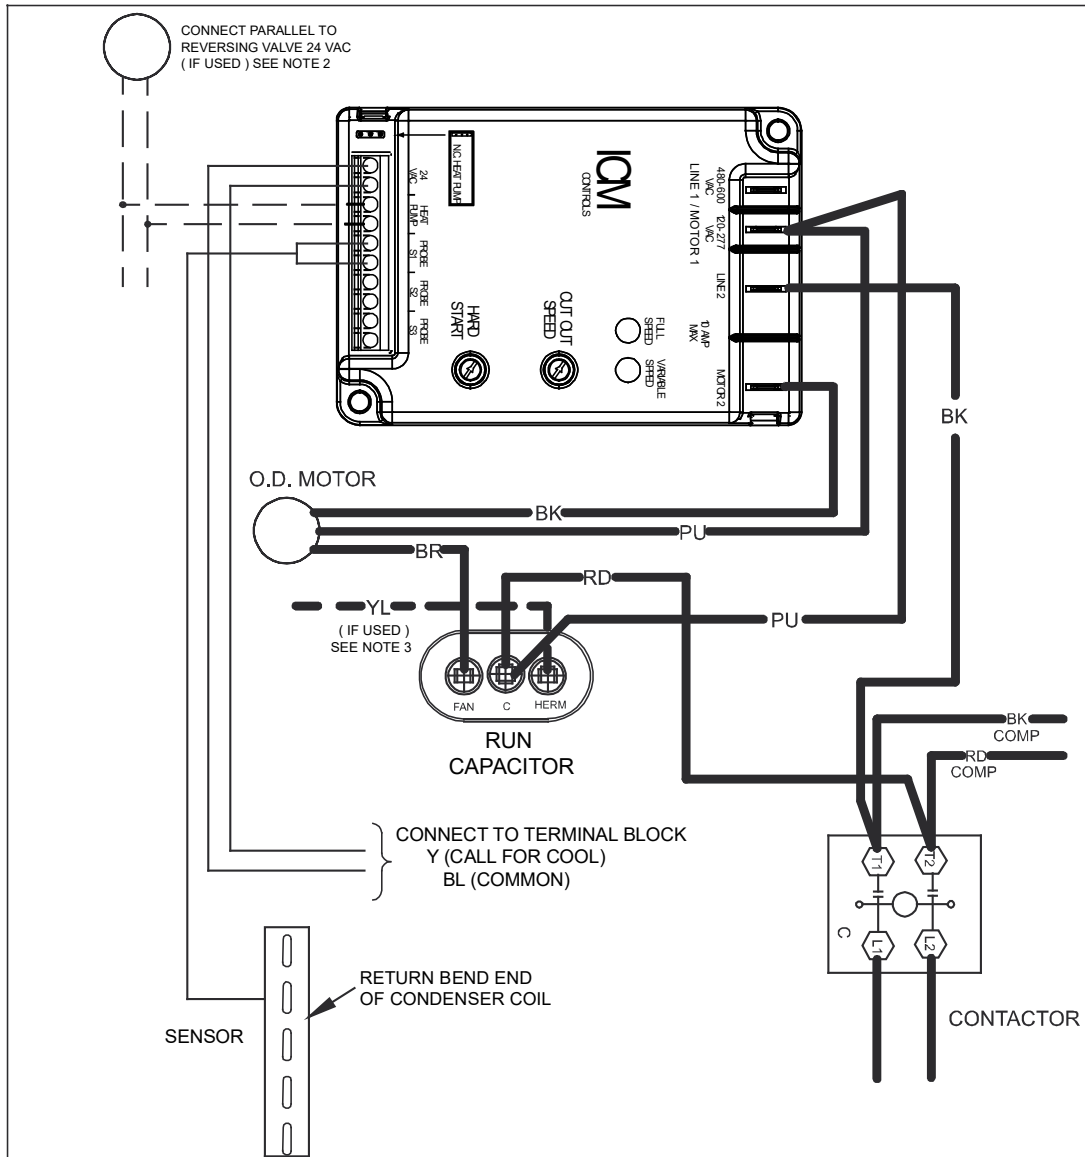 CONNECT PARALLEL TO
REVERSING VALVE 24 VAC
( IF USED ) SEE NOTE 2
N.C. HEAT PUMP
24
VAC
HEAT
PUMP
PROBE
S1
PROBE
S2
PROBE
S3
ICM
CONTROLS
HARD
START
CUT OUT
SPEED
FULL
SPEED
VARIABLE
SPEED
480-600
VAC
120-277
VAC
LINE 1 / MOTOR 1
LINE 2
10 AMP
MAX
MOTOR 2
BK
O.D. MOTOR
BK
PU
BR
RD
YL
( IF USED )
SEE NOTE 3
PU
FAN
C
HERM
RUN
CAPACITOR
BK
COMP
RD
COMP
CONNECT TO TERMINAL BLOCK
Y (CALL FOR COOL)
BL (COMMON)
T1
T2
C
L1
L2
CONTACTOR
RETURN BEND END
OF CONDENSER COIL
SENSOR